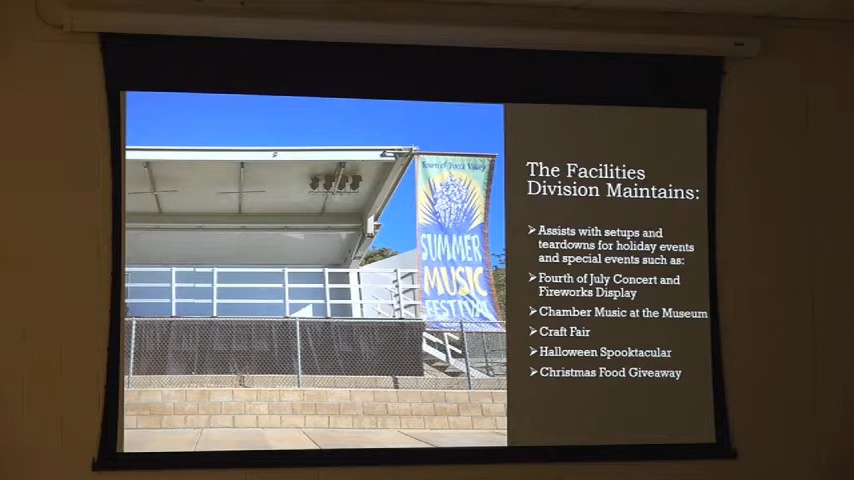 Town of Yucca Valley
SUMMER
MUSIC
FESTIVAL
The Facilities
Division Maintains:
➢Assists with setups and
teardowns for holiday events
and special events such as:
➢Fourth of July Concert and
Fireworks Display
➢Chamber Music at the Museum
➢Craft Fair
➢Halloween Spooktacular
➢Christmas Food Giveaway